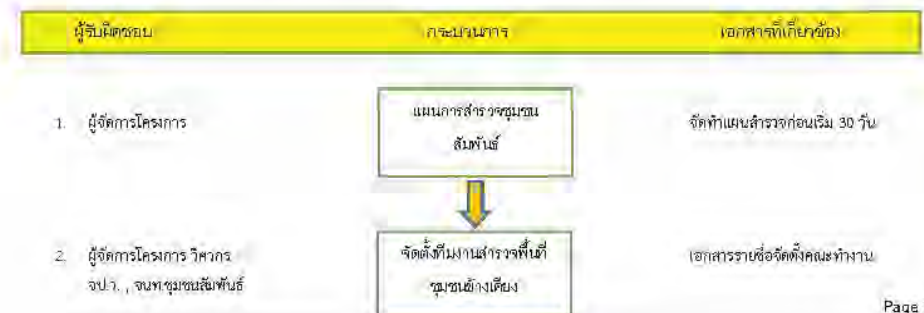 ผู้รับผิดชอบ กระบวนการ เอกสารที่เกี่ยวข้อง
1. ผู้จัดการโครงการ
แผนการสำรวจชุมชน
สัมพันธ์
จัดทำแผนสำรวจก่อนเริ่ม 30 วัน
2. ผู้จัดการโครงการ วิศวกร
จป.ว. , จนท.ชุมชนสัมพันธ์
จัดตั้งทีมงานสำรวจพื้นที่
ชุมชนข้างเคียง
เอกสารรายชื่อจัดตั้งคณะทำงาน
Page